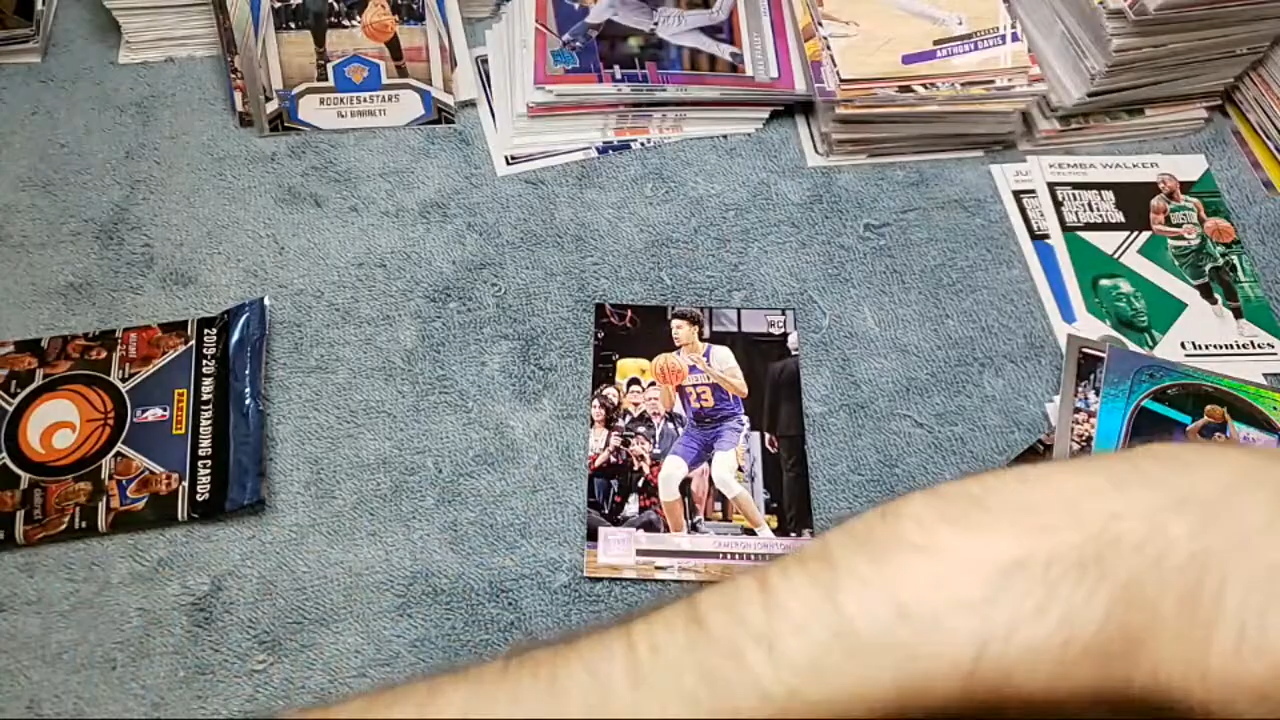 ROOKIES & STARS
RJ BARRETT
ANTHONY DAVIS
KEMBA WALKER
CELTICS
FITTING IN
JUST FINE
IN BOSTON
BOSTON
Chronicles
JU
2019-20 NBA TRADING CARDS
PANINI
RC
23
CAMERON JOHNSON